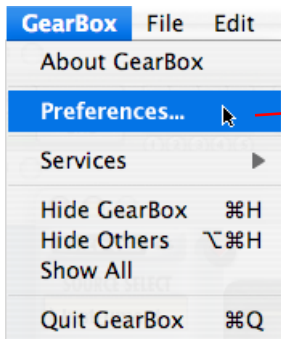 GearBox File Edit
About GearBox
Preferences...
Services ▶
Hide GearBox ⌘H
Hide Others ⌥⌘H
Show All
Quit GearBox ⌘Q